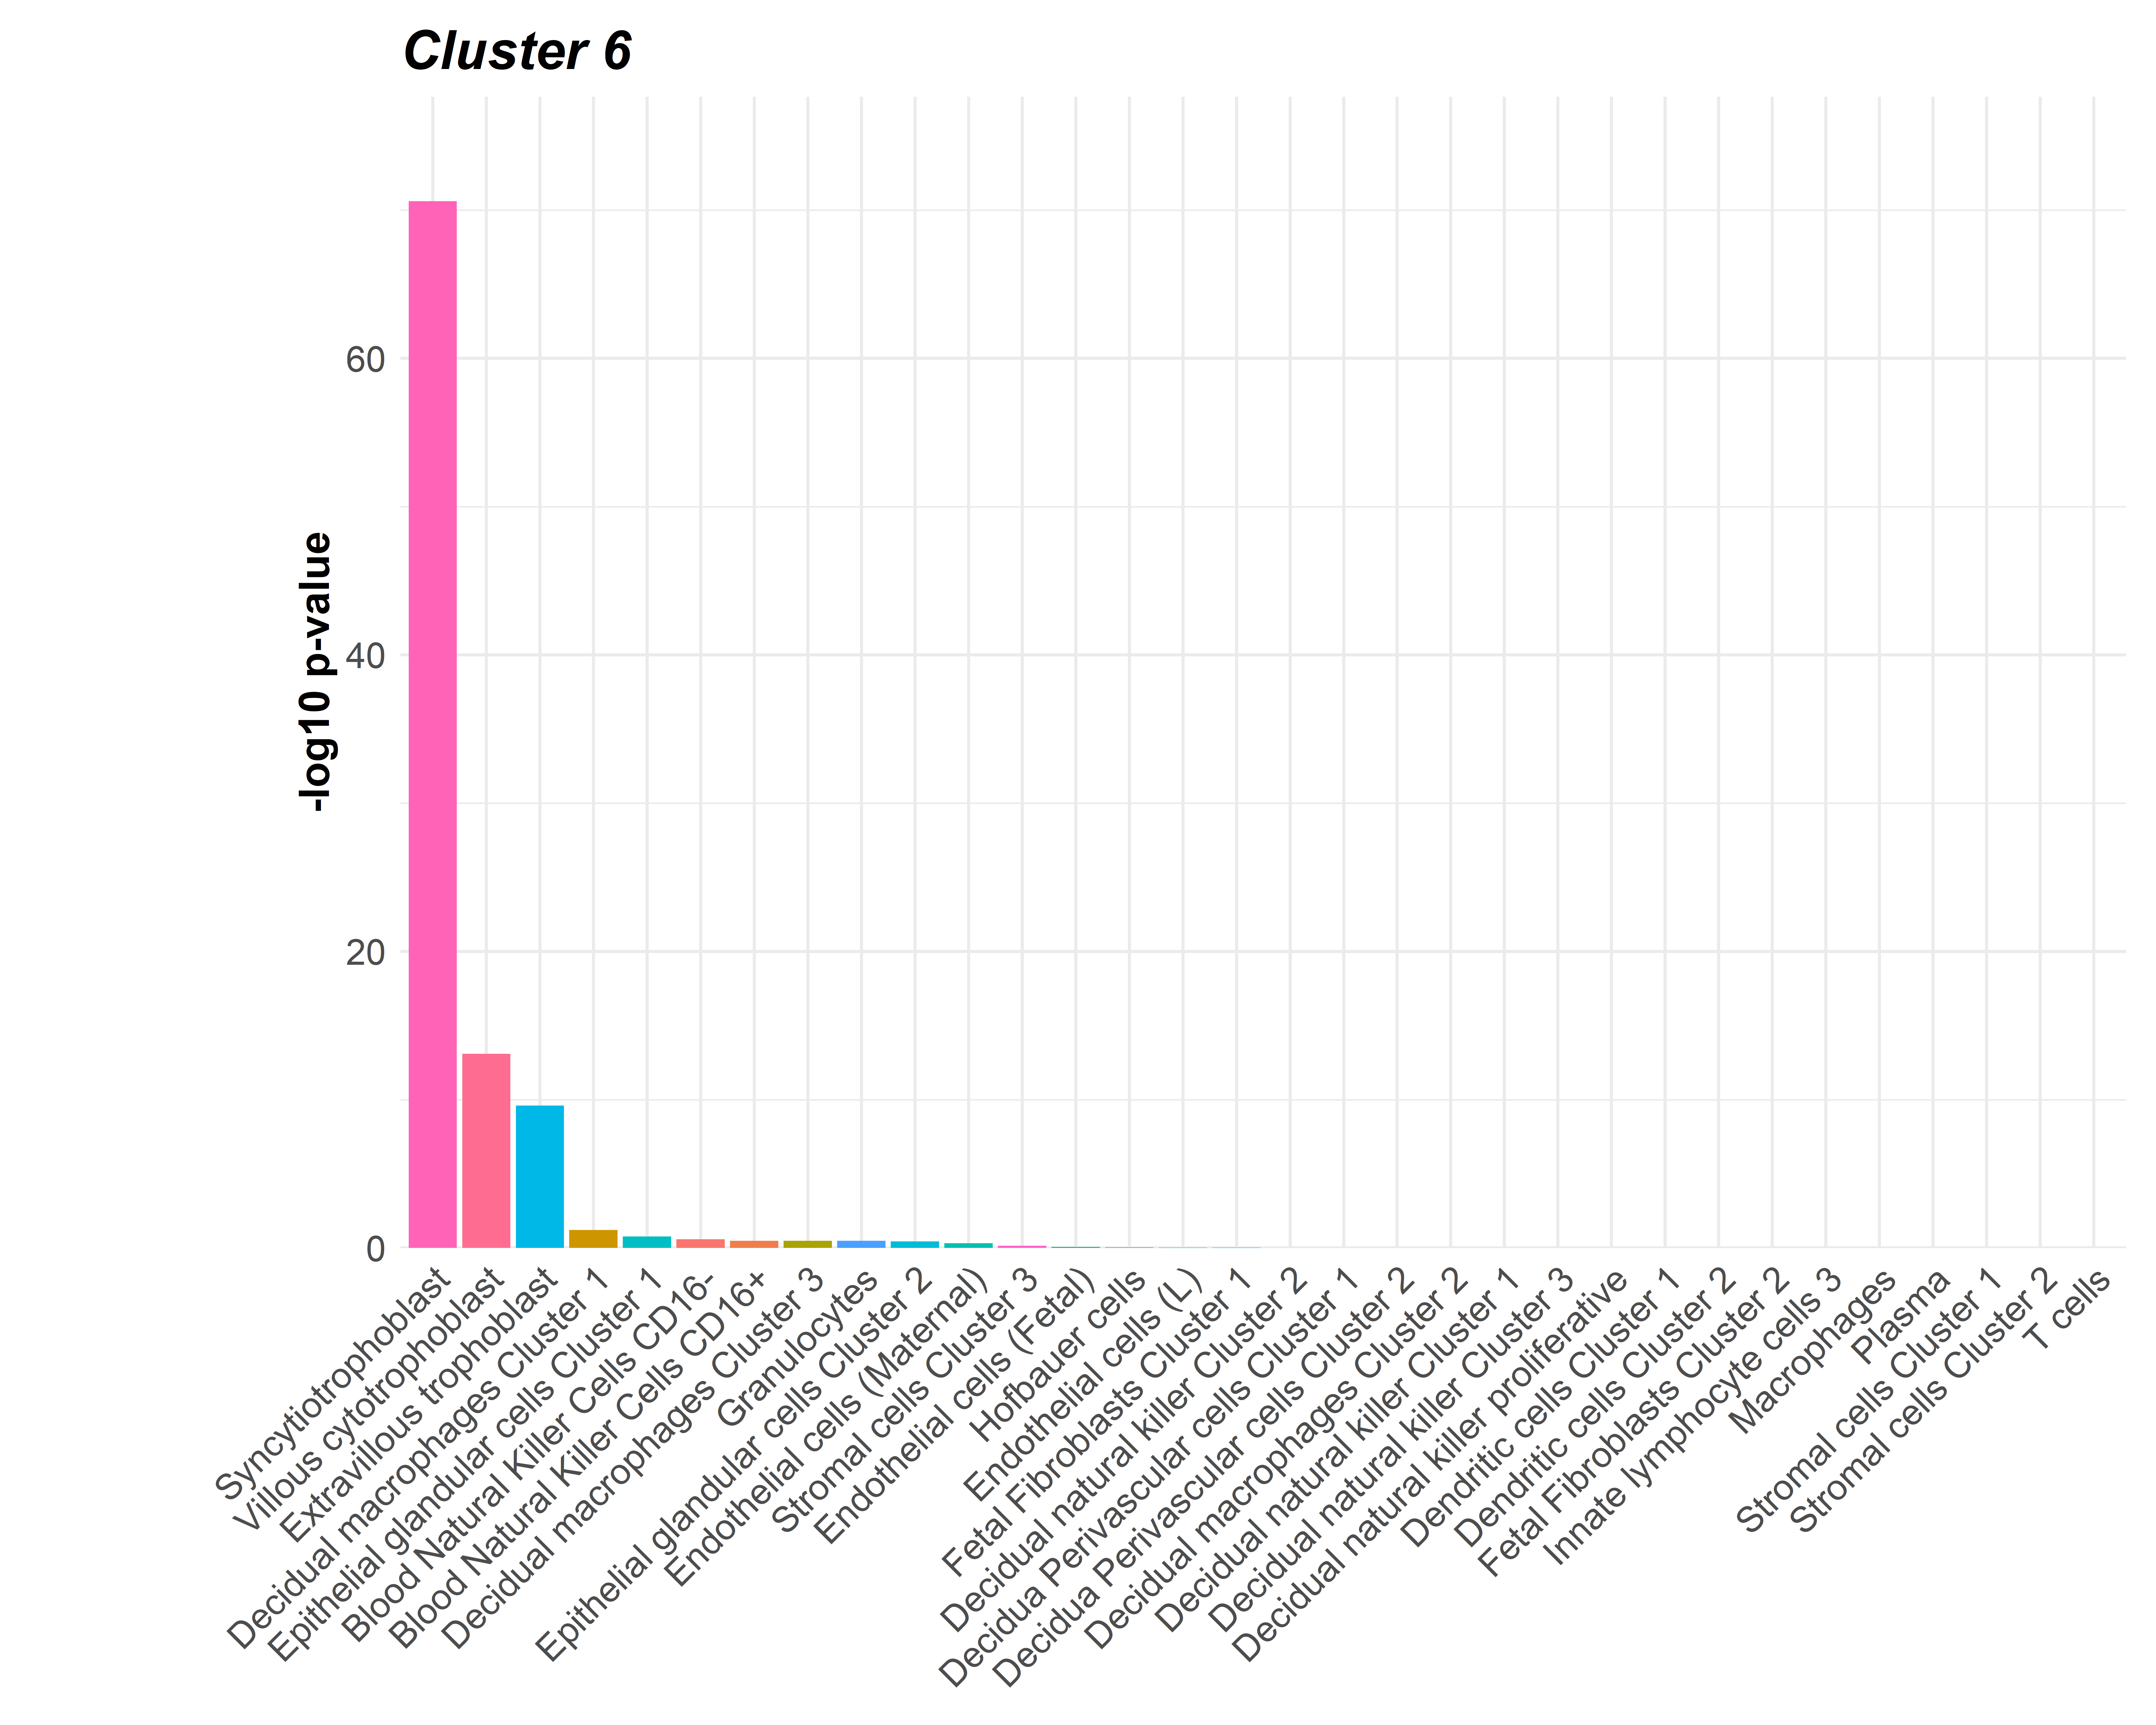 Cluster 6
-log10 p-value
60
40
20
0
Syncytiotrophoblast
Villous cytotrophoblast
Extravillous trophoblast
Decidual macrophages Cluster 1
Epithelial glandular cells Cluster 1
Blood Natural Killer Cells CD16-
Blood Natural Killer Cells CD16+
Decidual macrophages Cluster 3
Granulocytes
Epithelial glandular cells Cluster 2
Endothelial cells (Maternal)
Stromal cells Cluster 3
Endothelial cells (Fetal)
Hofbauer cells
Endothelial cells (L)
Fetal Fibroblasts Cluster 1
Decidual natural killer Cluster 2
Decidua Perivascular cells Cluster 1
Decidua Perivascular cells Cluster 2
Decidual macrophages Cluster 2
Decidual natural killer Cluster 1
Decidual natural killer Cluster 3
Decidual natural killer proliferative
Dendritic cells Cluster 1
Dendritic cells Cluster 2
Fetal Fibroblasts Cluster 2
Innate lymphocyte cells 3
Macrophages
Plasma
Stromal cells Cluster 1
Stromal cells Cluster 2
T cells